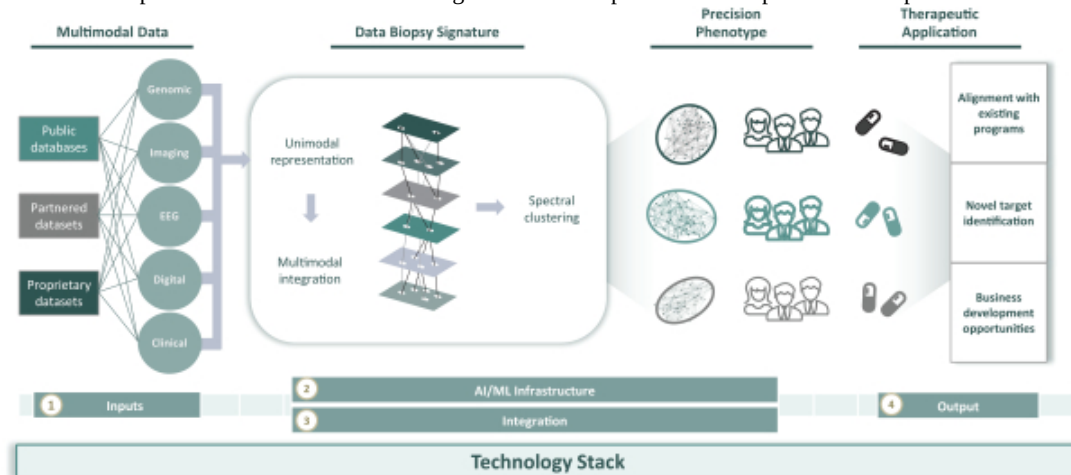 Multimodal Data
Data Biopsy Signature
Precision
Phenotype
Therapeutic
Application
Public
databases
Partnered
datasets
Proprietary
datasets
Genomic
Imaging
EEG
Digital
Clinical
Unimodal
representation
Multimodal
integration
Spectral
clustering
Alignment with
existing
programs
Novel target
identification
Business
development
opportunities
1 Inputs
2 AI/ML Infrastructure
3 Integration
4 Output
Technology Stack